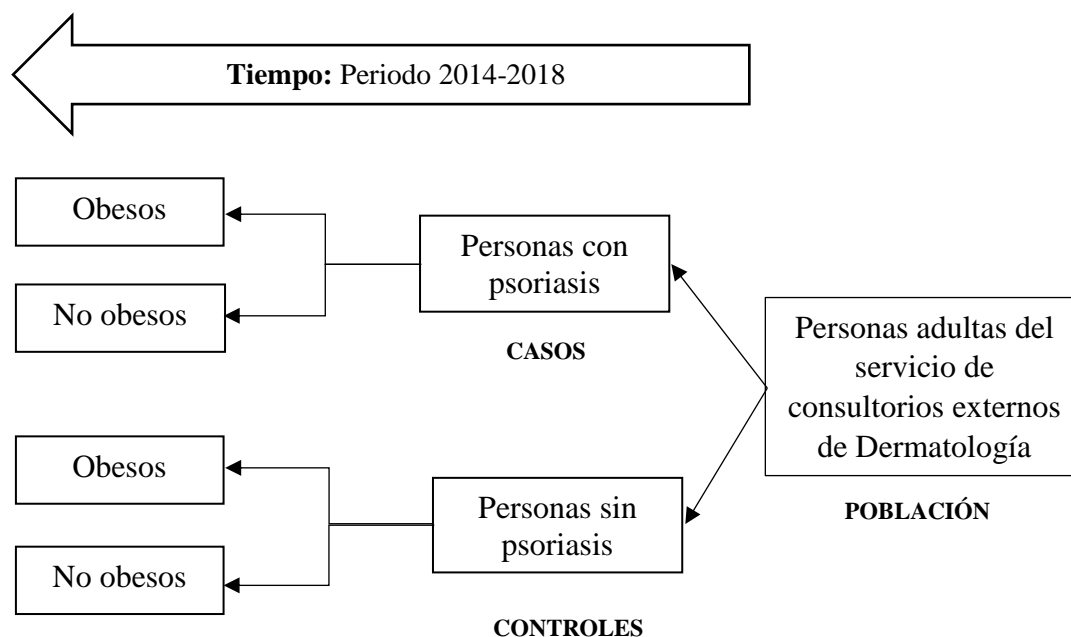 Tiempo: Periodo 2014-2018
Obesos
No obesos
Personas con
psoriasis
CASOS
Personas adultas del
servicio de
consultorios externos
de Dermatología
POBLACIÓN
Obesos
No obesos
Personas sin
psoriasis
CONTROLES